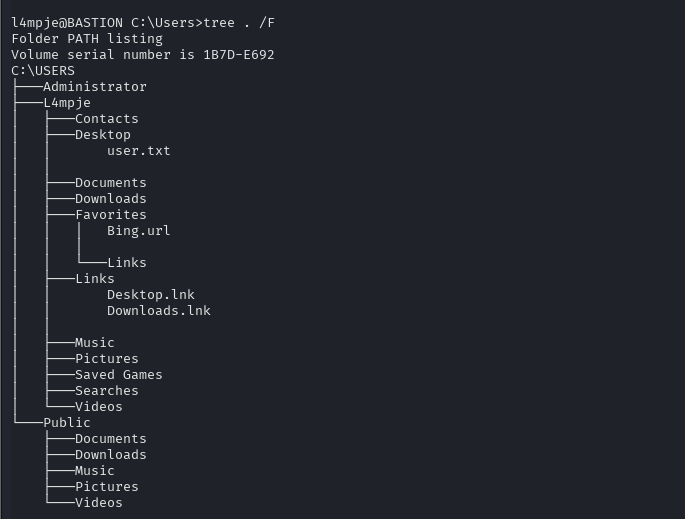 l4mpje@BASTION C:\Users>tree . /F
Folder PATH listing
Volume serial number is 1B7D-E692
C:\USERS
├───Administrator
├───L4mpje
│   ├───Contacts
│   ├───Desktop
│   │       user.txt
│   │
│   ├───Documents
│   ├───Downloads
│   ├───Favorites
│   │   │   Bing.url
│   │   │
│   │   └───Links
│   ├───Links
│   │       Desktop.lnk
│   │       Downloads.lnk
│   │
│   ├───Music
│   ├───Pictures
│   ├───Saved Games
│   ├───Searches
│   └───Videos
└───Public
    ├───Documents
    ├───Downloads
    ├───Music
    ├───Pictures
    └───Videos